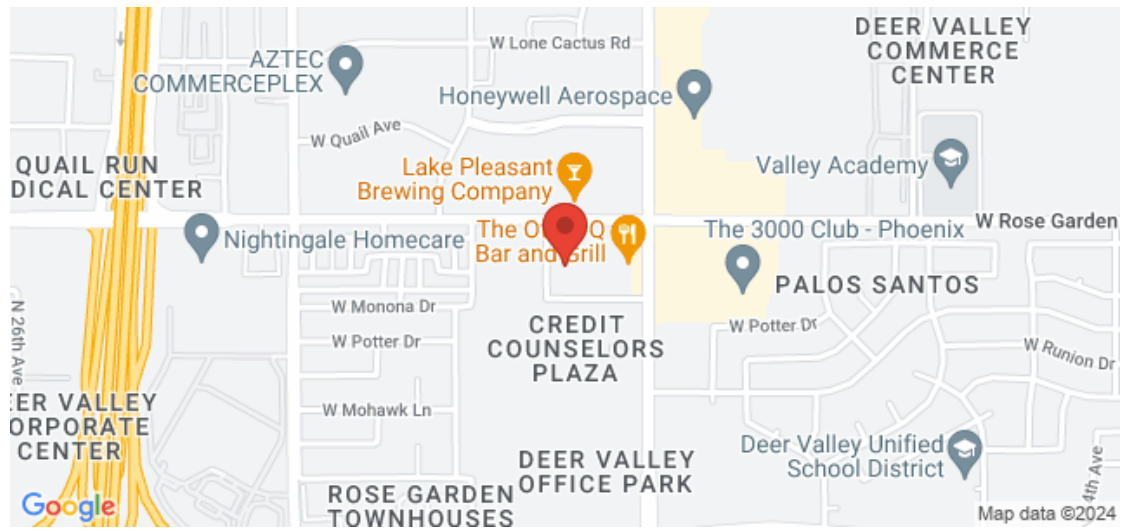 W Lone Cactus Rd
DEER VALLEY
COMMERCE
CENTER
AZTEC
COMMERCEPLEX
Honeywell Aerospace
W Quail Ave
QUAIL RUN
DICAL CENTER
Lake Pleasant
Brewing Company
Valley Academy
W Rose Garden
Nightingale Homecare
The O Q
Bar and Grill
The 3000 Club - Phoenix
PALOS SANTOS
N 26th Ave
W Monona Dr
W Potter Dr
CREDIT
COUNSELORS
PLAZA
W Potter Dr
W Runion Dr
EER VALLEY
ORPORATE
CENTER
W Mohawk Ln
Deer Valley Unified
School District
DEER VALLEY
OFFICE PARK
4th Ave
ROSE GARDEN
TOWNHOUSES
Google
Map data ©2024